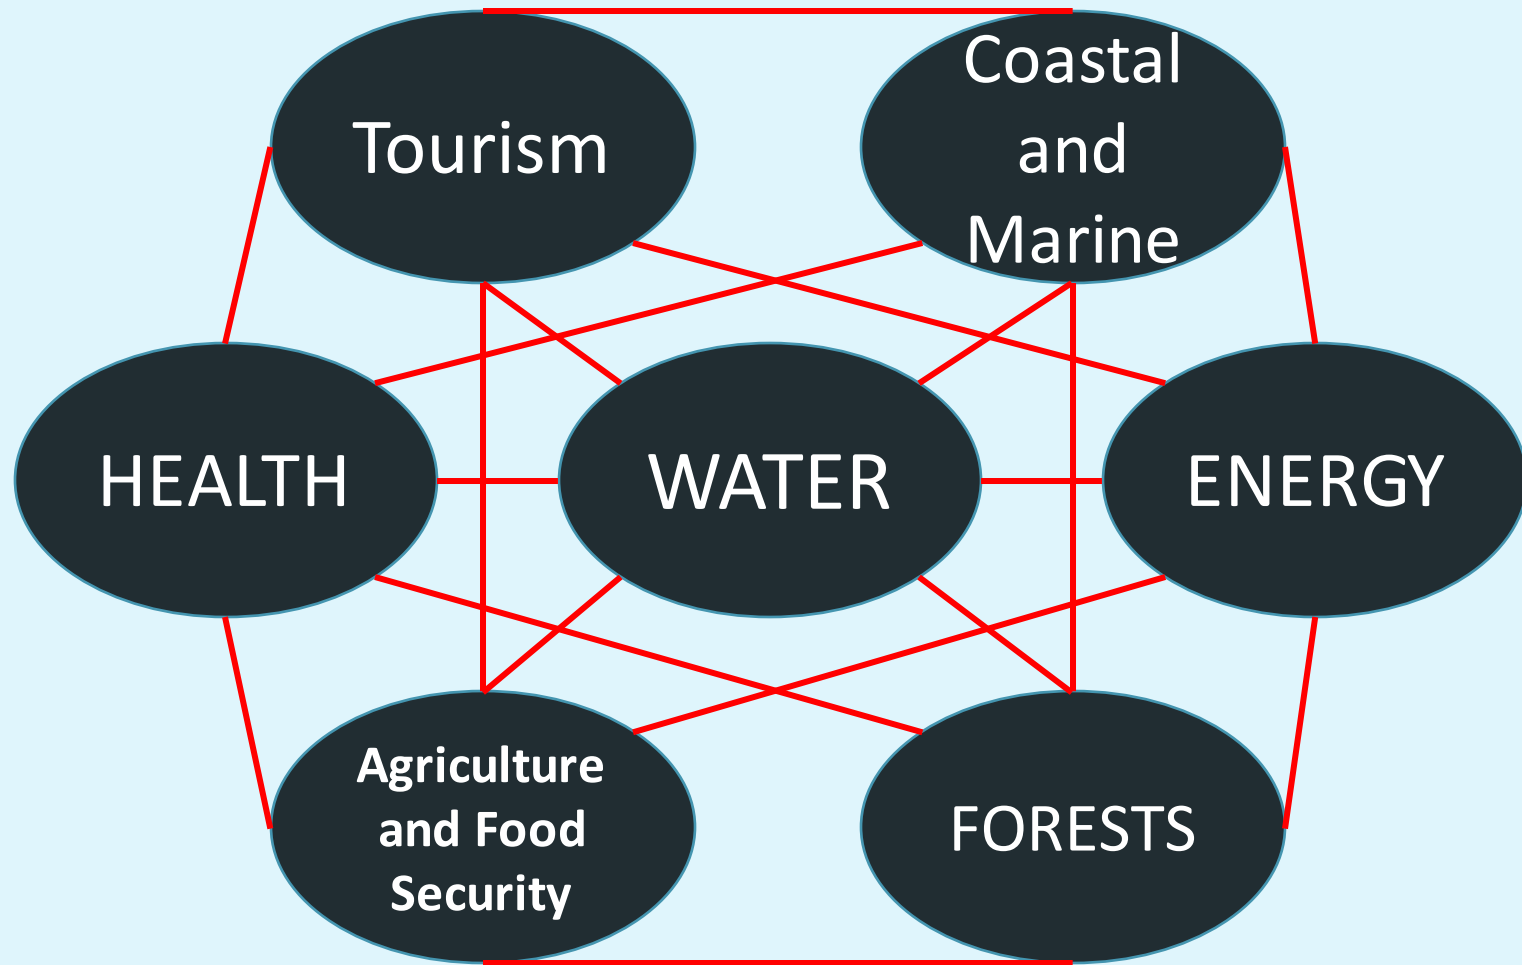 Tourism
Coastal
and
Marine
HEALTH
WATER
ENERGY
Agriculture
and Food
Security
FORESTS